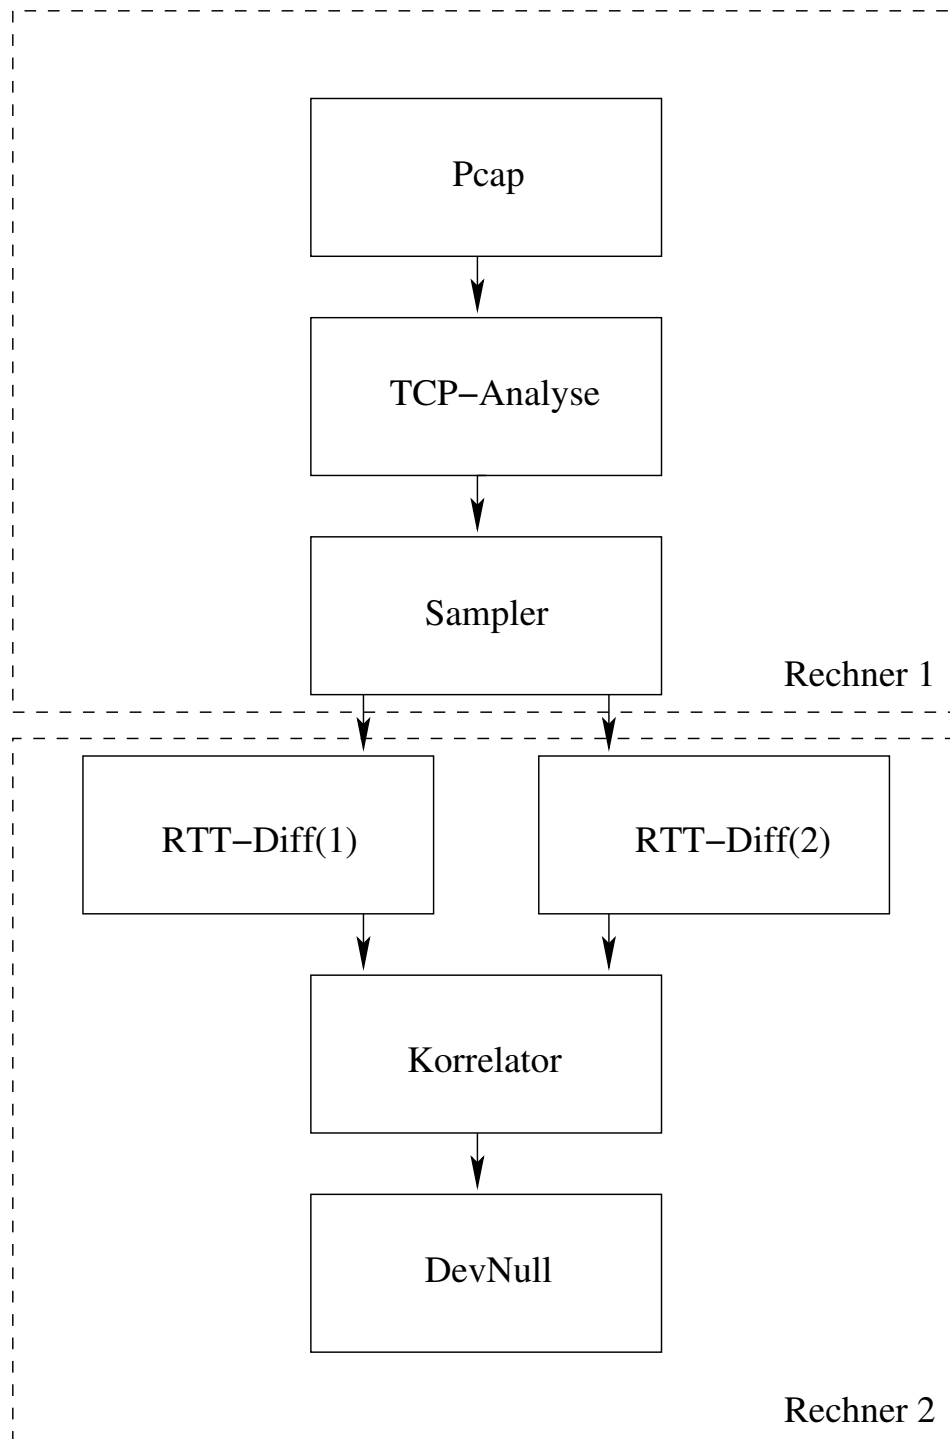 Pcap
TCP−Analyse
Sampler
Rechner 1
RTT−Diff(1)
RTT−Diff(2)
Korrelator
DevNull
Rechner 2